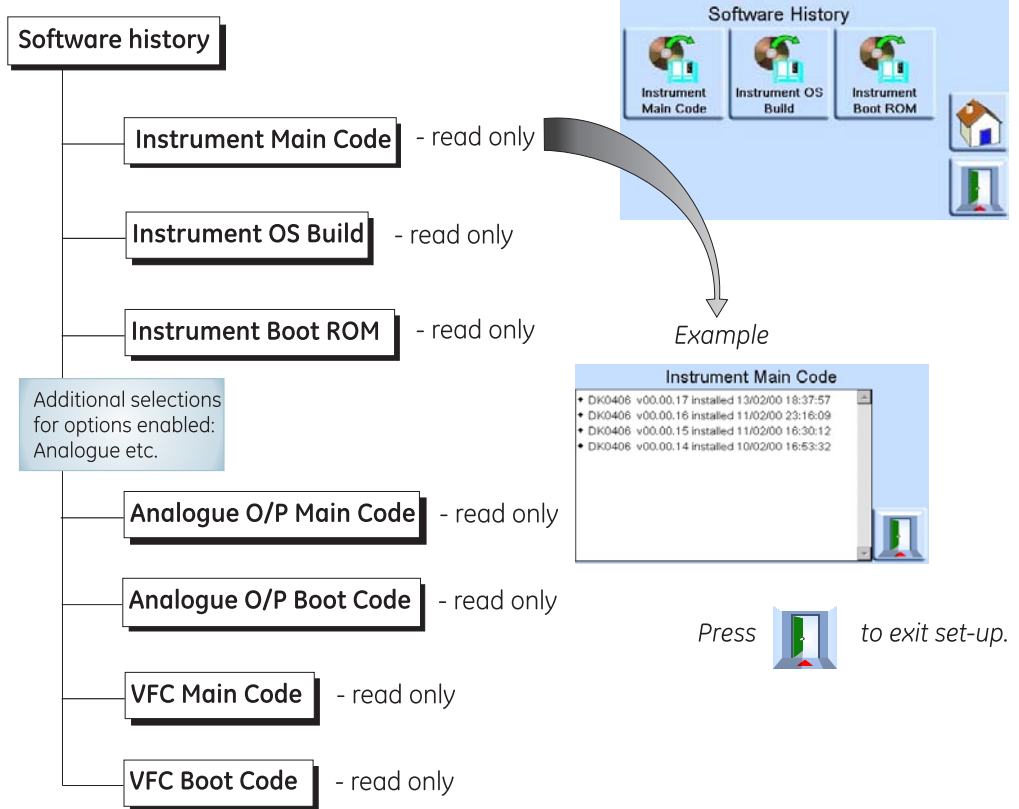 Software history
Instrument Main Code - read only
Instrument OS Build - read only
Instrument Boot ROM - read only
Additional selections
for options enabled:
Analogue etc.
Analogue O/P Main Code - read only
Analogue O/P Boot Code - read only
VFC Main Code - read only
VFC Boot Code - read only
Software History
Instrument
Main Code
Instrument OS
Build
Instrument
Boot ROM
Example
Instrument Main Code
DK0406 v00.00.17 installed 13/02/00 18:37:57
DK0406 v00.00.16 installed 11/02/00 23:16:09
DK0406 v00.00.15 installed 11/02/00 16:30:12
DK0406 v00.00.14 installed 10/02/00 16:53:32
Press to exit set-up.